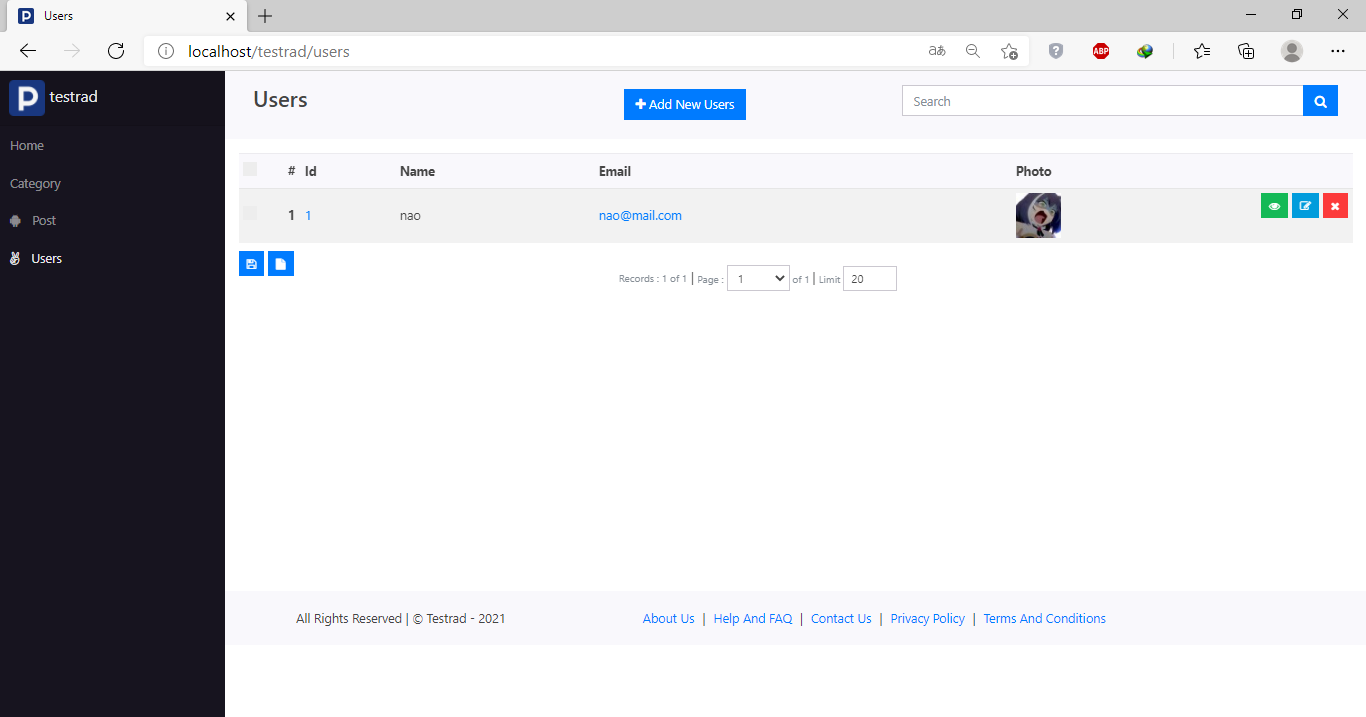 Users
localhost/testrad/users
aあ
ABP
P testrad
Users
+ Add New Users
Search
Home
Category
Post
Users
# Id Name Email Photo
1 1 nao nao@mail.com
Records : 1 of 1 | Page : 1 of 1 | Limit 20
All Rights Reserved | © Testrad - 2021
About Us | Help And FAQ | Contact Us | Privacy Policy | Terms And Conditions